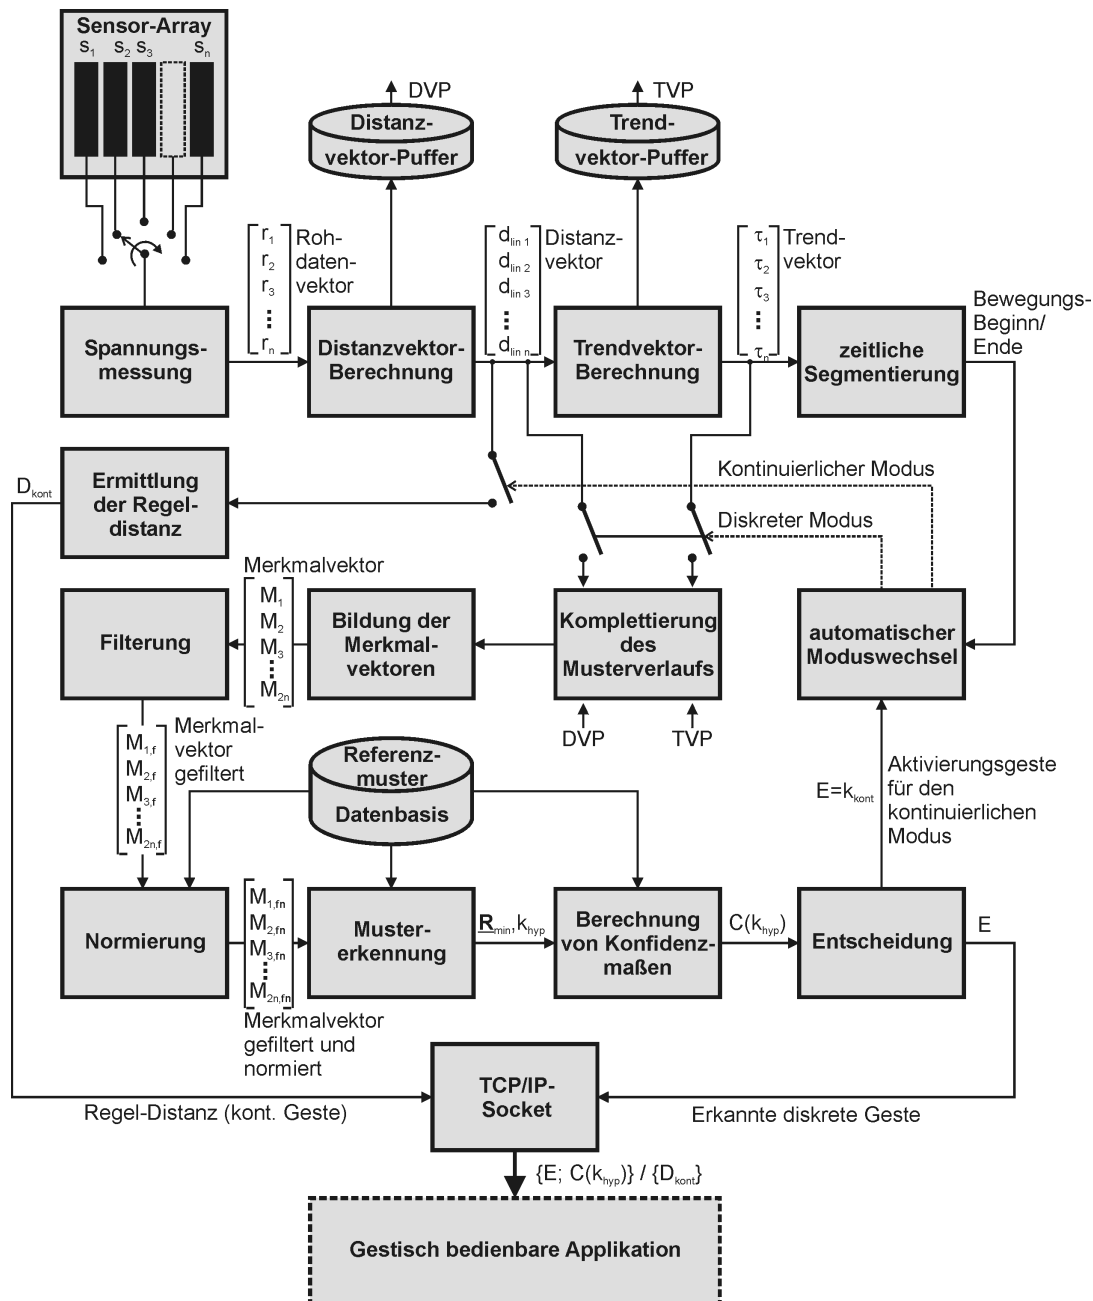 Sensor-Array
s1 s2 s3 sn
DVP
TVP
Distanz-
vektor-Puffer
Trend-
vektor-Puffer
r1
r2
r3
rn
Roh-
daten-
vektor
dlin 1
dlin 2
dlin 3
dlin n
Distanz-
vektor
τ1
τ2
τ3
τn
Trend-
vektor
Bewegungs-
Beginn/
Ende
Spannungs-
messung
Distanzvektor-
Berechnung
Trendvektor-
Berechnung
zeitliche
Segmentierung
Dkont
Ermittlung
der Regel-
distanz
Kontinuierlicher Modus
Diskreter Modus
Merkmalvektor
M1
M2
M3
M2n
Filterung
Bildung der
Merkmal-
vektoren
Komplettierung
des
Musterverlaufs
automatischer
Moduswechsel
DVP
TVP
M1,f
M2,f
M3,f
M2n,f
Merkmal-
vektor
gefiltert
Referenz-
muster
Datenbasis
E=kkont
Aktivierungsgeste
für den
kontinuierlichen
Modus
Normierung
M1,fn
M2,fn
M3,fn
M2n,fn
Merkmalvektor
gefiltert und
normiert
Muster-
erkennung
Rmin,khyp
Berechnung
von Konfidenz-
maßen
C(khyp)
Entscheidung
E
TCP/IP-
Socket
Regel-Distanz (kont. Geste)
Erkannte diskrete Geste
{E; C(khyp)} / {Dkont}
Gestisch bedienbare Applikation